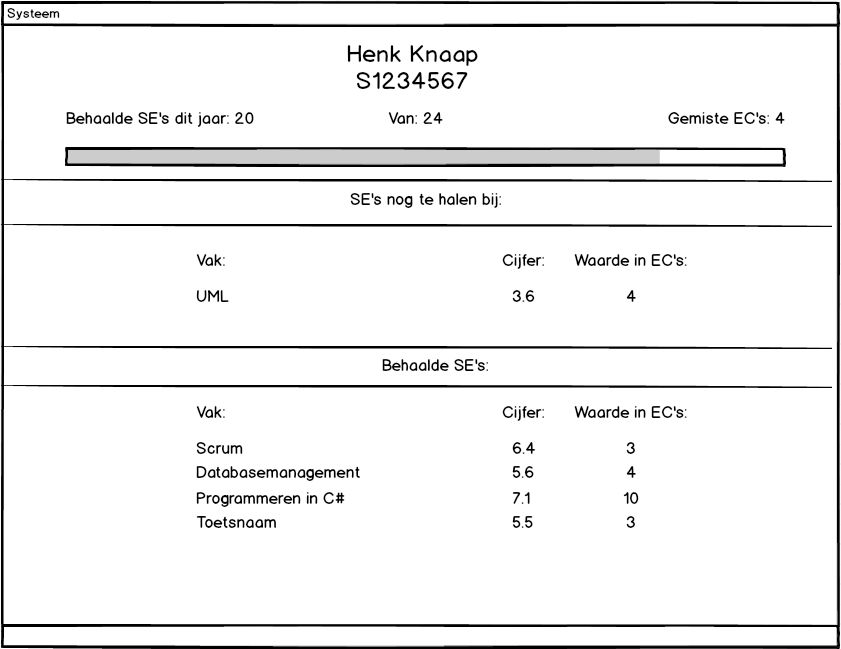 Systeem
Henk Knaap
S1234567
Behaalde SE's dit jaar: 20 Van: 24 Gemiste EC's: 4
SE's nog te halen bij:
Vak: Cijfer: Waarde in EC's:
UML 3.6 4
Behaalde SE's:
Vak: Cijfer: Waarde in EC's:
Scrum 6.4 3
Databasemanagement 5.6 4
Programmeren in C# 7.1 10
Toetsnaam 5.5 3